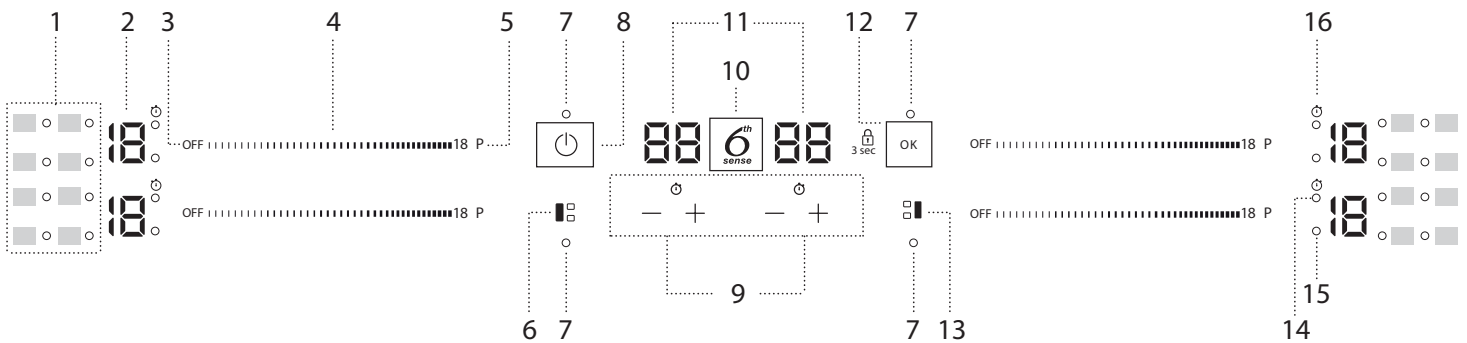 1 2 3 4 5 7 8 11 12 7 16
10
18 OFF 18 P 88 6th sense 88 3 sec OK OFF 18 P 18
18 OFF 18 P − + − + OFF 18 P 18
9
6 7 7 13 14 15